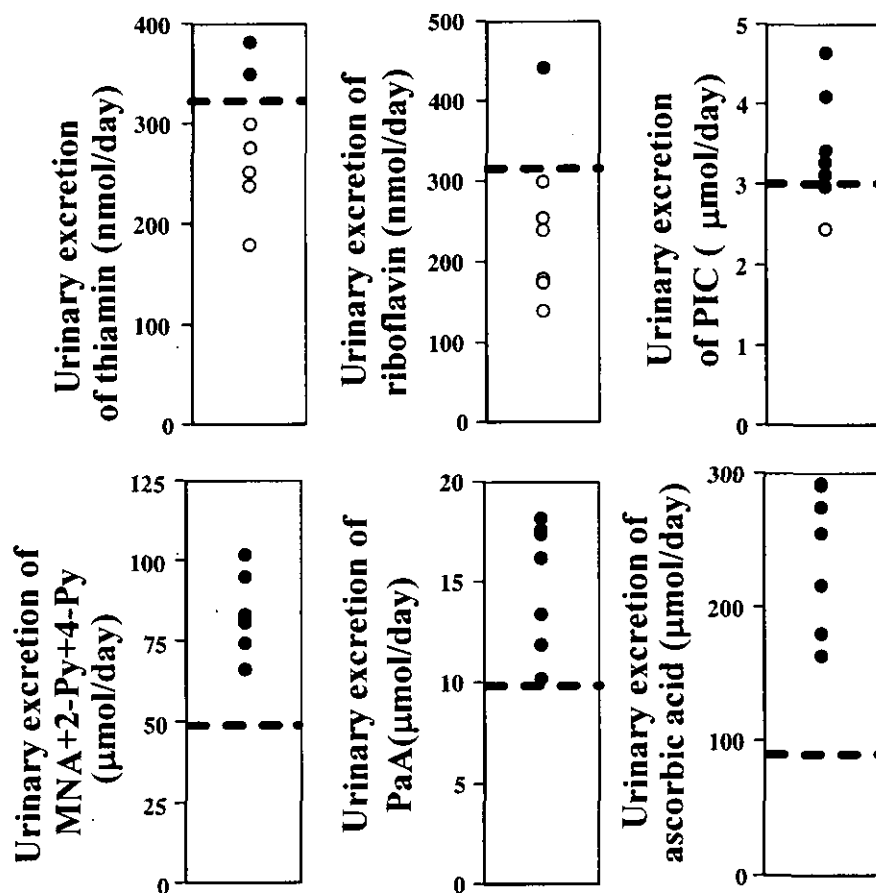 Urinary excretion
of thiamin (nmol/day)
400
300
200
100
0
Urinary excretion of
riboflavin (nmol/day)
500
400
300
200
100
0
Urinary excretion
of PIC ( μmol/day)
5
4
3
2
1
0
Urinary excretion of
MNA+2-Py+4-Py
(μmol/day)
125
100
75
50
25
0
Urinary excretion of
PaA(μmol/day)
20
15
10
5
0
Urinary excretion of
ascorbic acid (μmol/day)
300
200
100
0